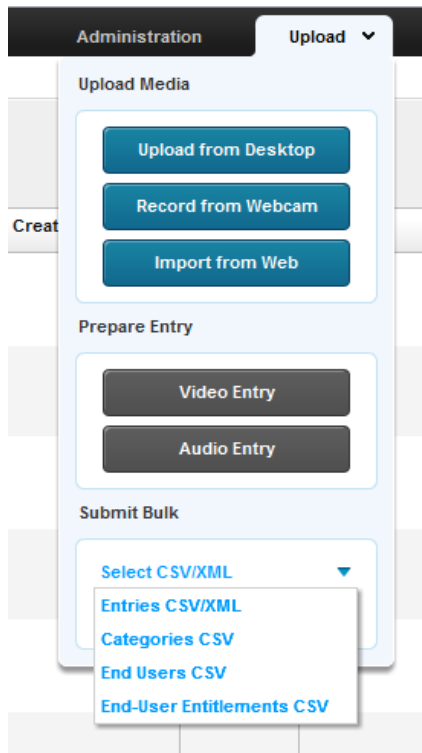 Administration
Upload
Upload Media
Upload from Desktop
Record from Webcam
Creat
Import from Web
Prepare Entry
Video Entry
Audio Entry
Submit Bulk
Select CSV/XML
Entries CSV/XML
Categories CSV
End Users CSV
End-User Entitlements CSV